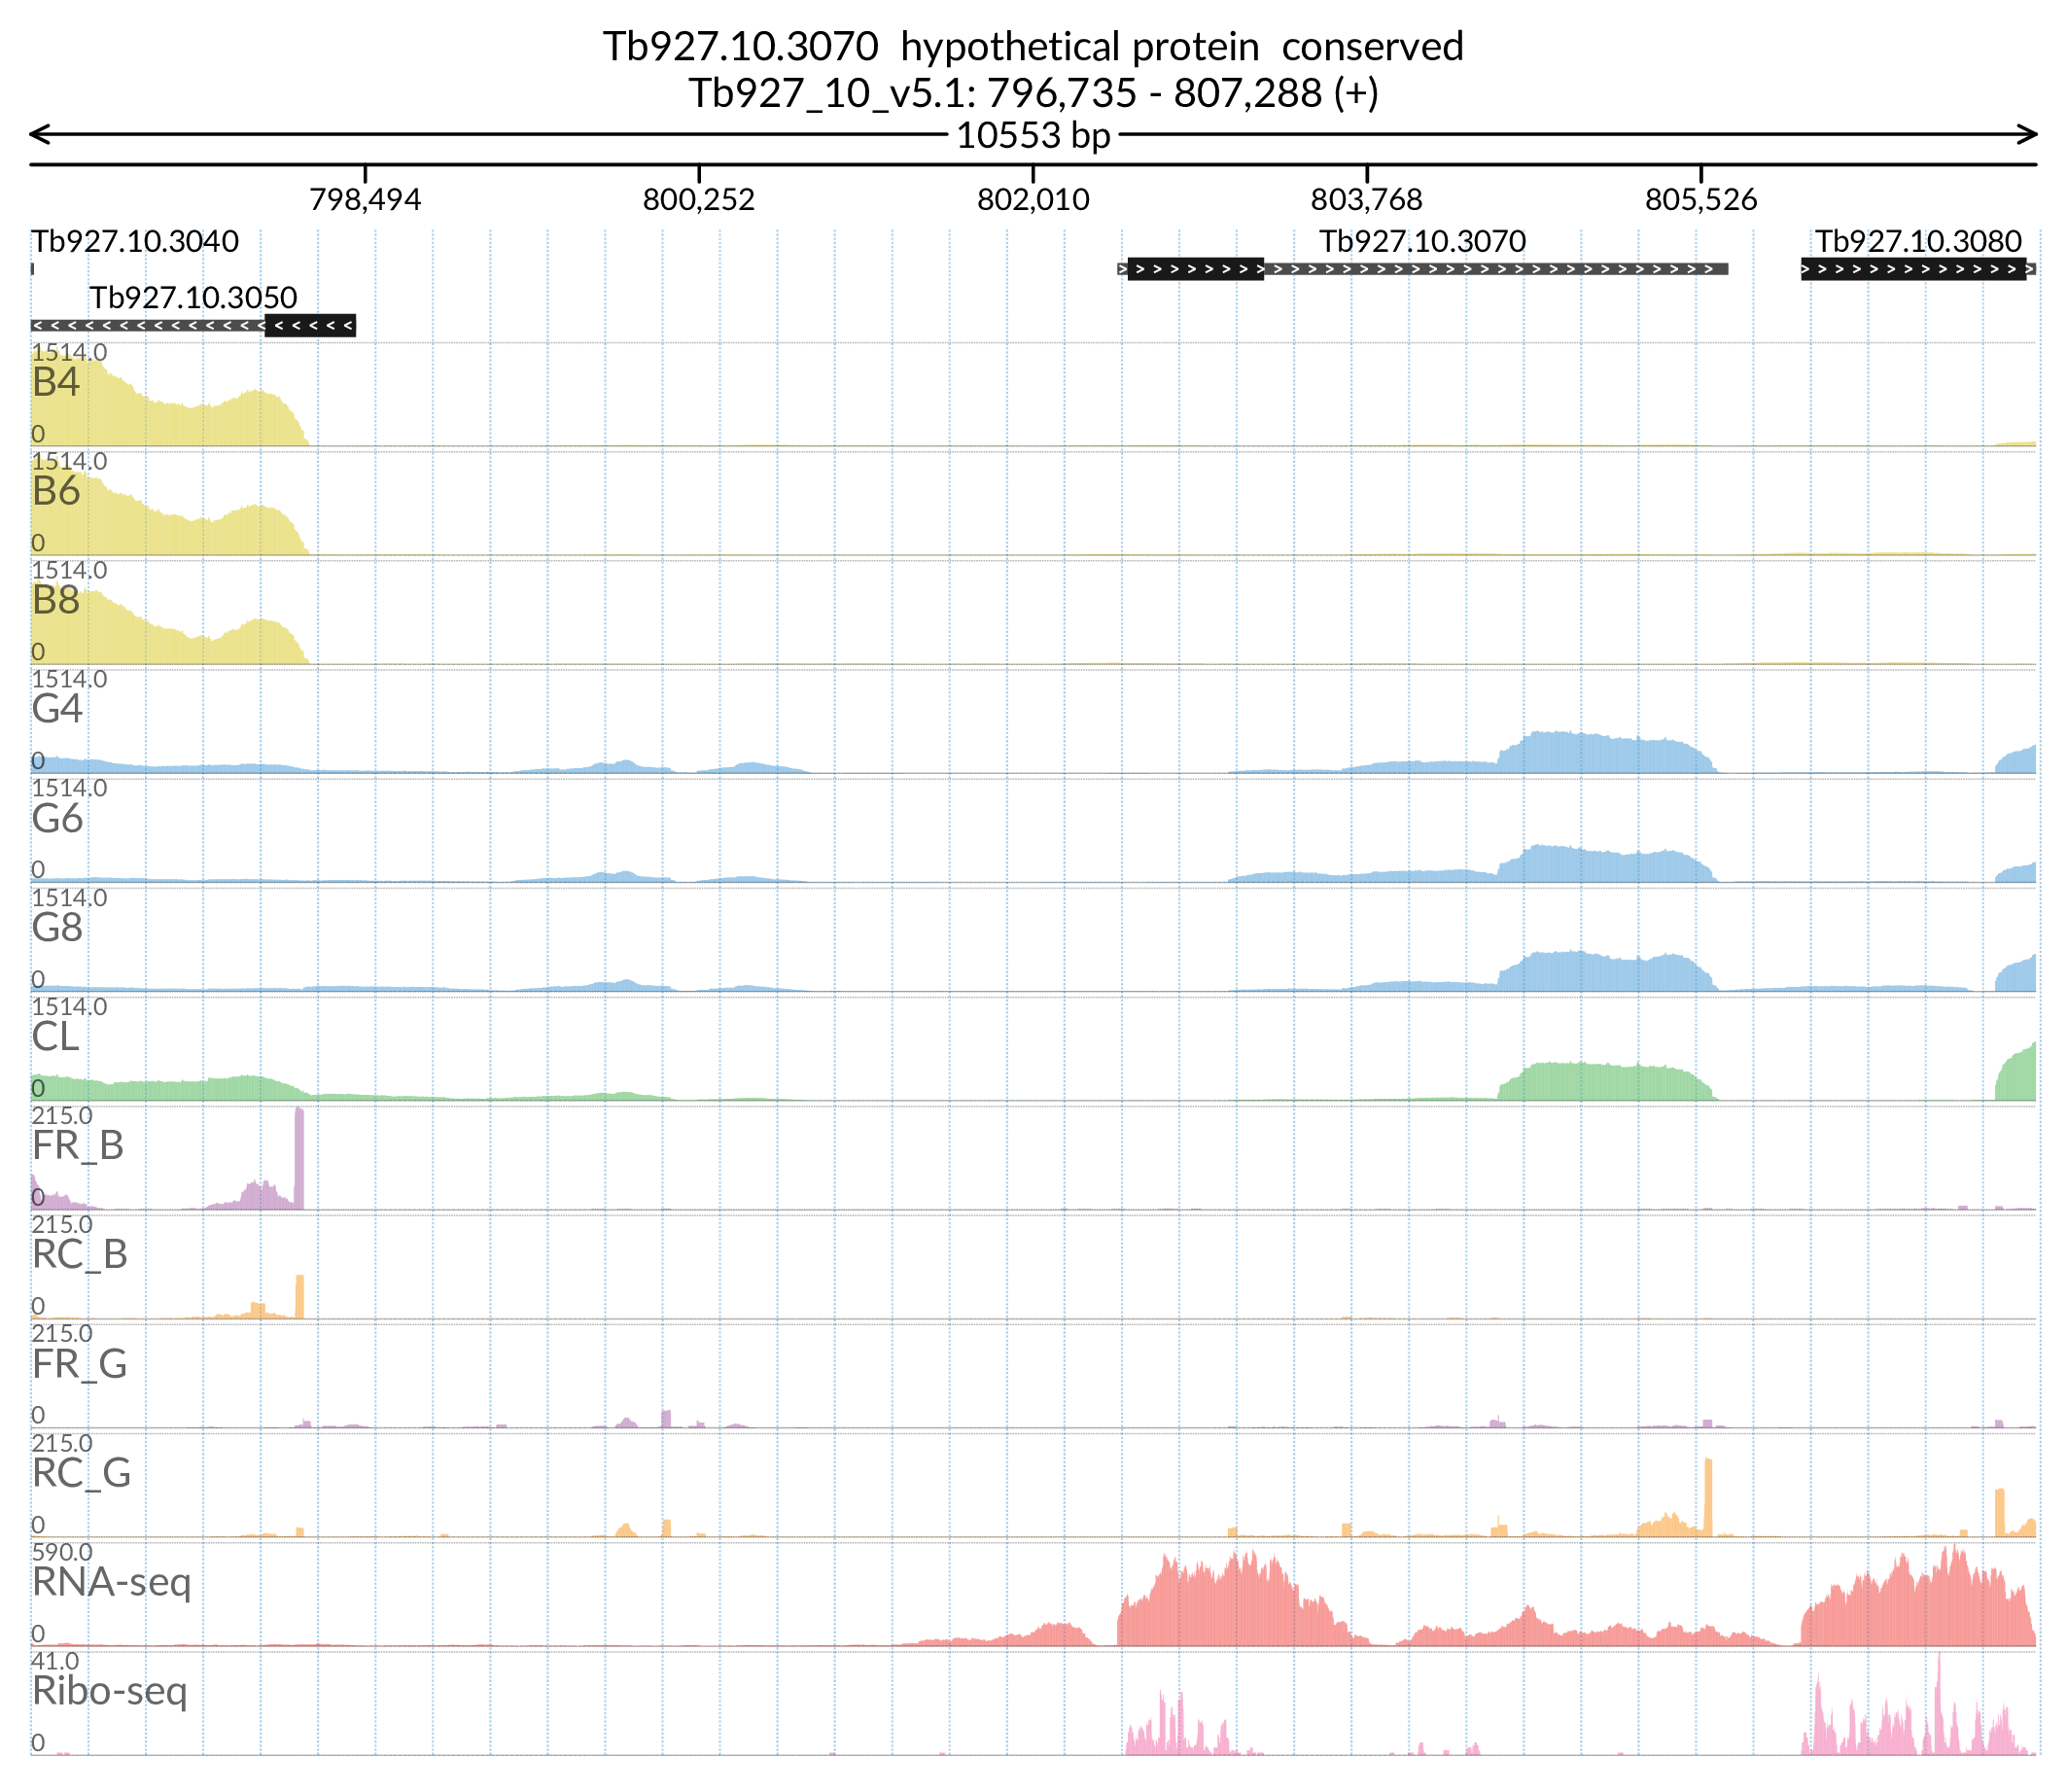 Tb927.10.3070  hypothetical protein  conserved
Tb927_10_v5.1: 796,735 - 807,288 (+)
10553 bp
798,494 800,252 802,010 803,768 805,526
Tb927.10.3040 Tb927.10.3070 Tb927.10.3080
Tb927.10.3050
1514.0
B4
0
1514.0
B6
0
1514.0
B8
0
1514.0
G4
0
1514.0
G6
0
1514.0
G8
0
1514.0
CL
0
215.0
FR_B
0
215.0
RC_B
0
215.0
FR_G
0
215.0
RC_G
0
590.0
RNA-seq
0
41.0
Ribo-seq
0